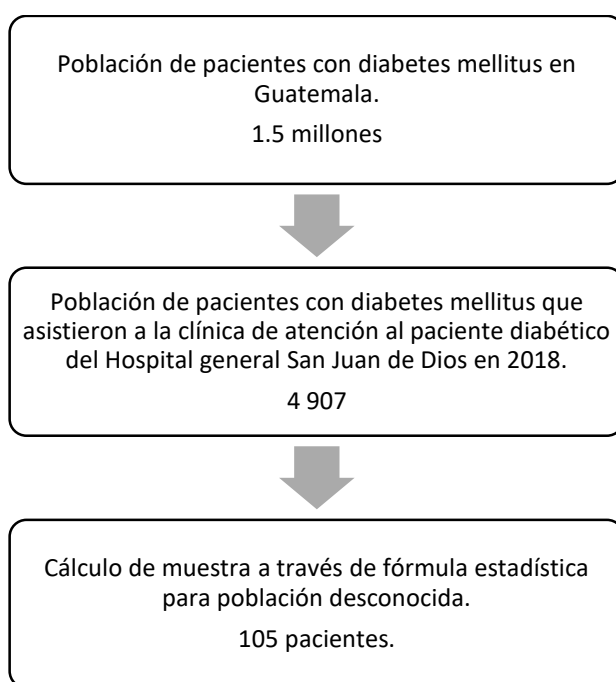 Población de pacientes con diabetes mellitus en
Guatemala.
1.5 millones
Población de pacientes con diabetes mellitus que
asistieron a la clínica de atención al paciente diabético
del Hospital general San Juan de Dios en 2018.
4 907
Cálculo de muestra a través de fórmula estadística
para población desconocida.
105 pacientes.